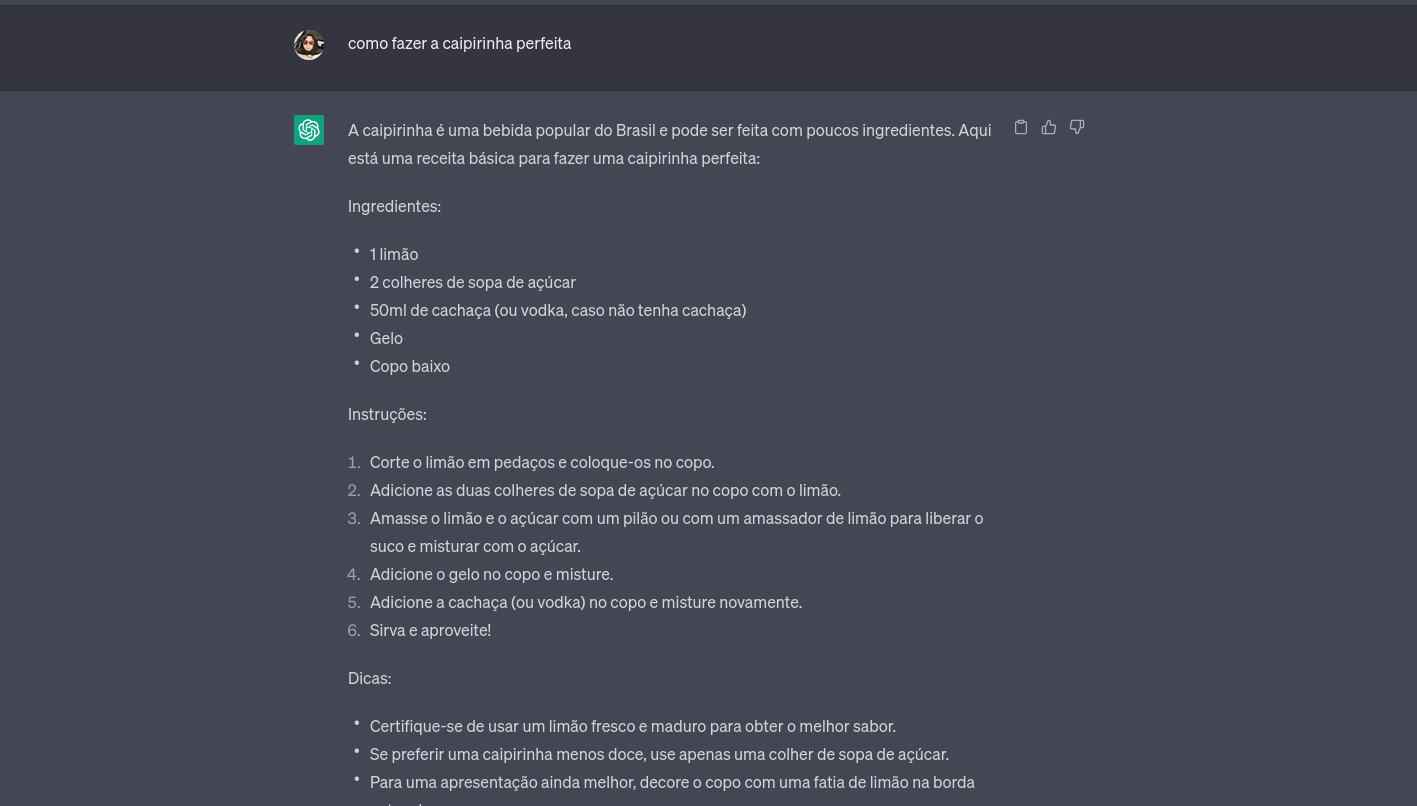 como fazer a caipirinha perfeita
A caipirinha é uma bebida popular do Brasil e pode ser feita com poucos ingredientes. Aqui
está uma receita básica para fazer uma caipirinha perfeita:
Ingredientes:
• 1 limão
• 2 colheres de sopa de açúcar
• 50ml de cachaça (ou vodka, caso não tenha cachaça)
• Gelo
• Copo baixo
Instruções:
1. Corte o limão em pedaços e coloque-os no copo.
2. Adicione as duas colheres de sopa de açúcar no copo com o limão.
3. Amasse o limão e o açúcar com um pilão ou com um amassador de limão para liberar o
suco e misturar com o açúcar.
4. Adicione o gelo no copo e misture.
5. Adicione a cachaça (ou vodka) no copo e misture novamente.
6. Sirva e aproveite!
Dicas:
• Certifique-se de usar um limão fresco e maduro para obter o melhor sabor.
• Se preferir uma caipirinha menos doce, use apenas uma colher de sopa de açúcar.
• Para uma apresentação ainda melhor, decore o copo com uma fatia de limão na borda